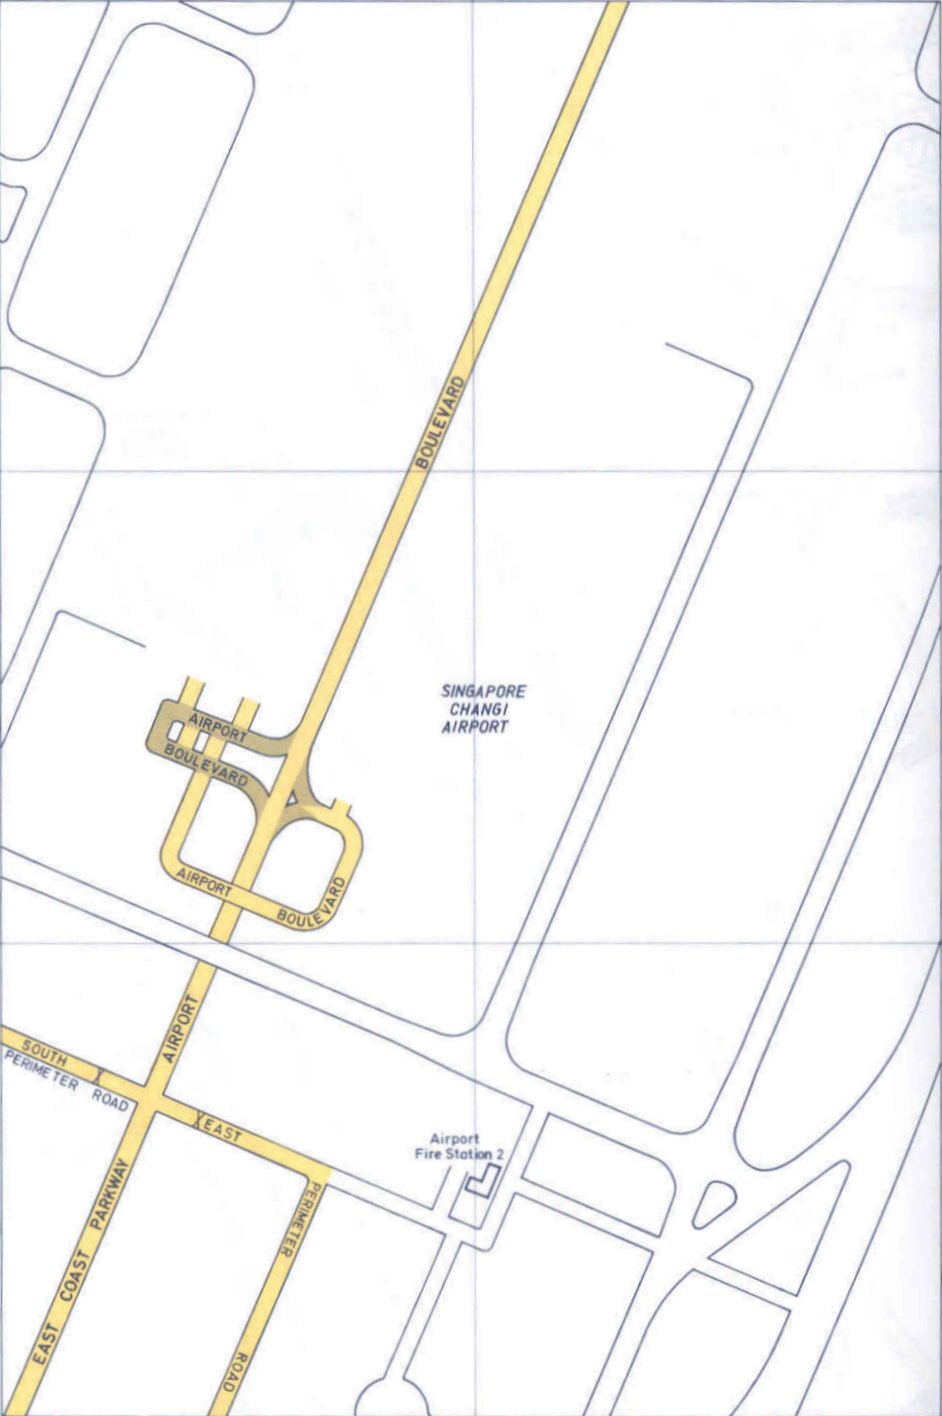 BOULEVARD
SINGAPORE
CHANGI
AIRPORT
AIRPORT
BOULEVARD
AIRPORT
BOULEVARD
AIRPORT
SOUTH
PERIMETER ROAD
EAST
PERIMETER
ROAD
Airport
Fire Station 2
EAST COAST PARKWAY